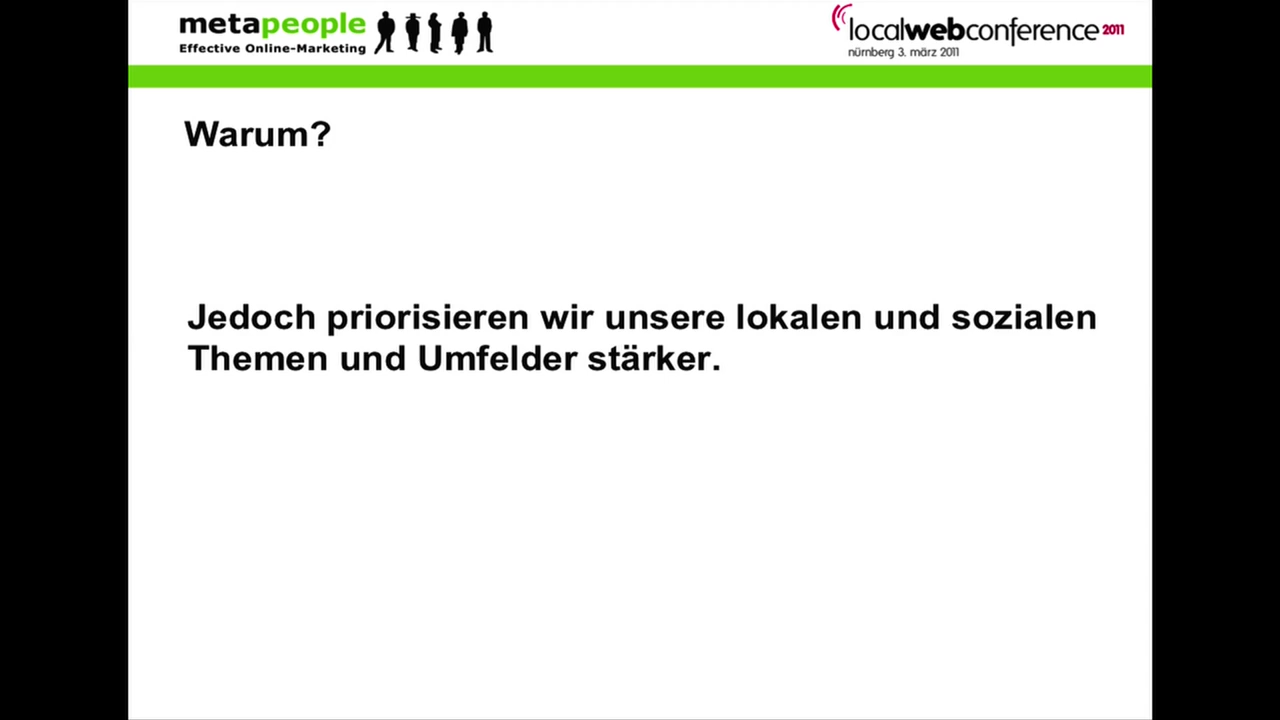 metapeople
Effective Online-Marketing
localwebconference 2011
nürnberg 3. märz 2011
Warum?
Jedoch priorisieren wir unsere lokalen und sozialen
Themen und Umfelder stärker.